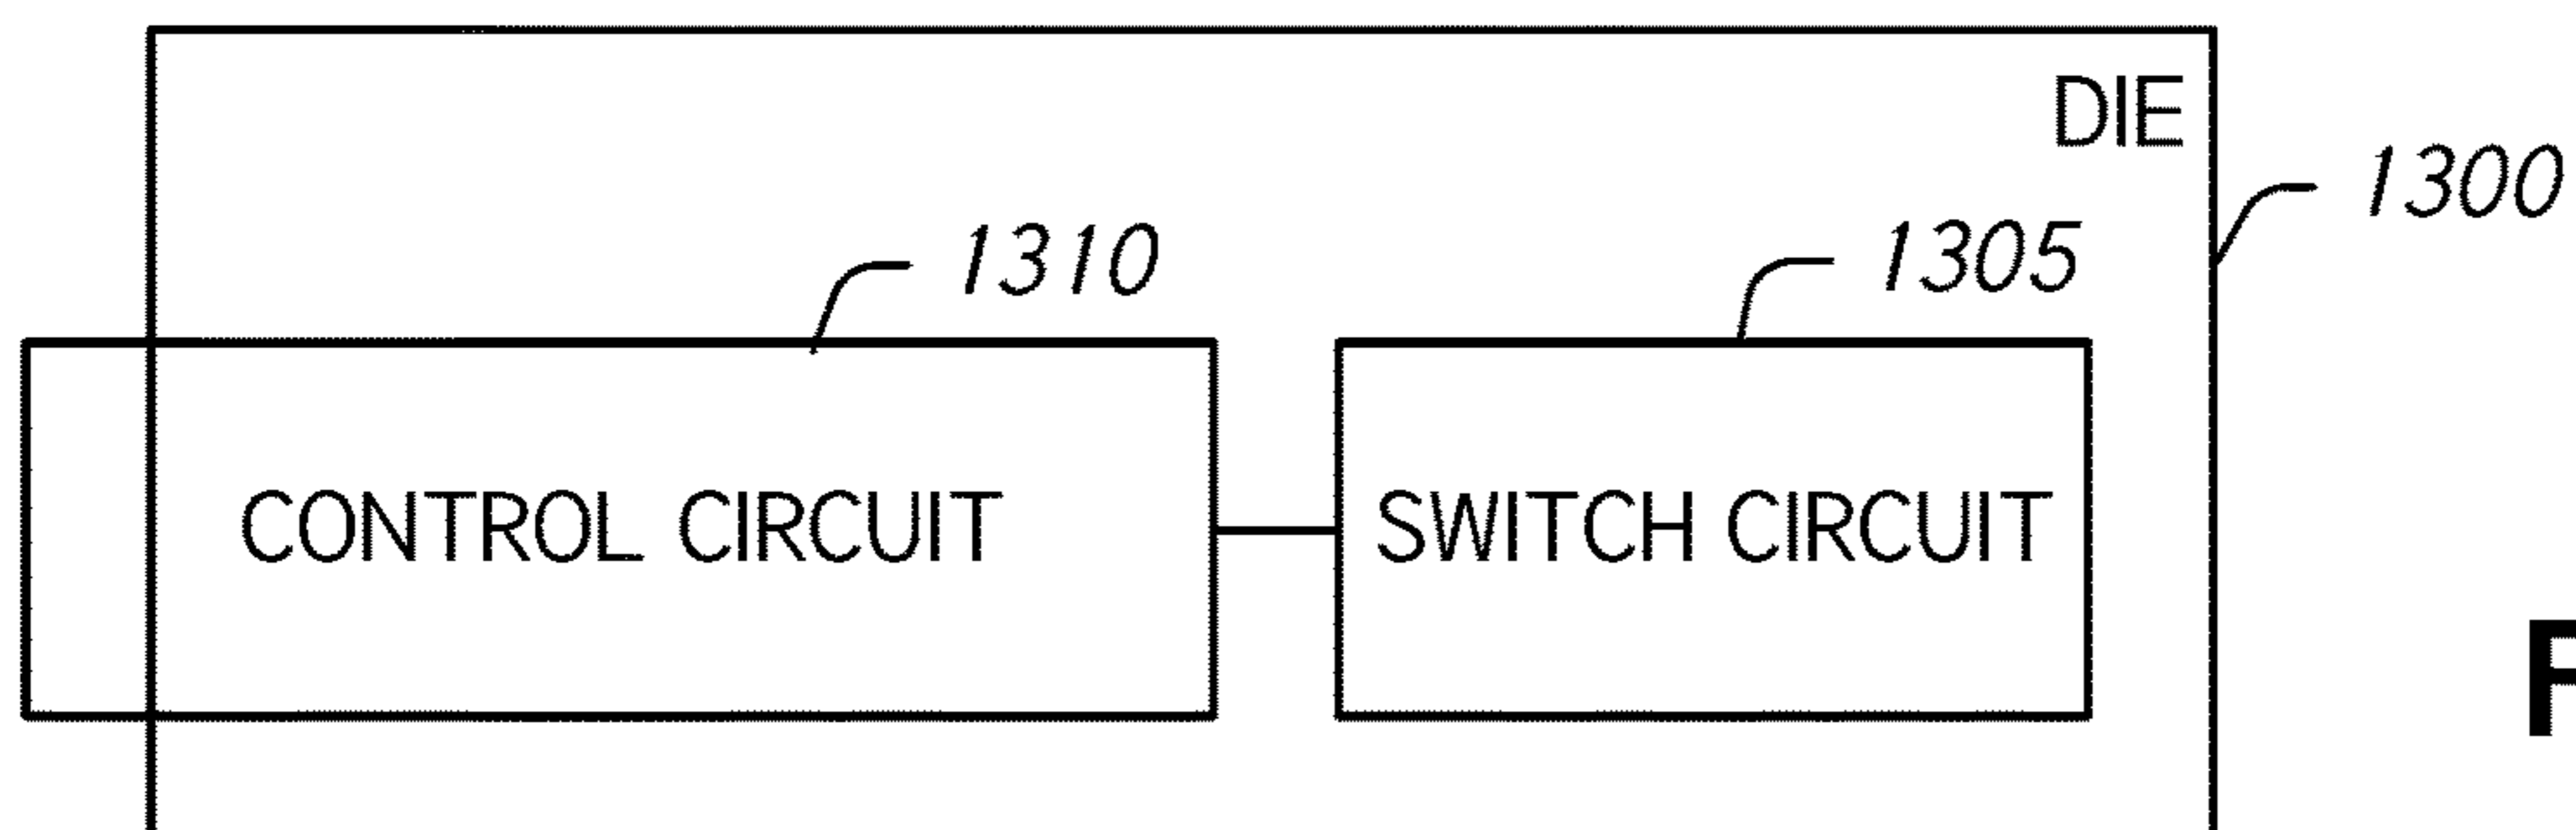 DIE
1300
1310
1305
CONTROL CIRCUIT
SWITCH CIRCUIT
F